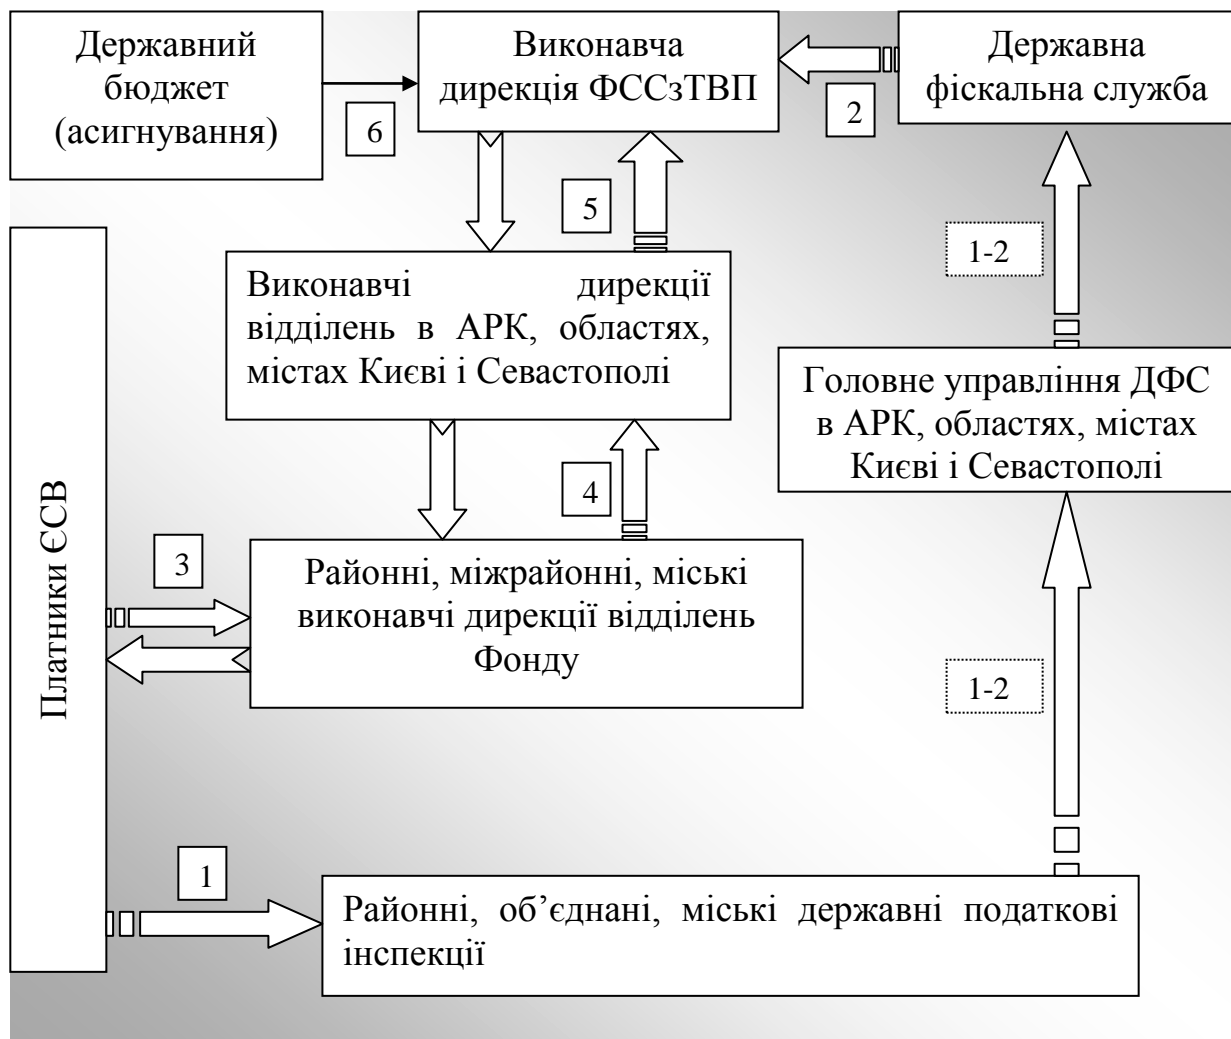 Державний
бюджет
(асигнування)
6
Виконавча
дирекція ФССзТВП
2
Державна
фіскальна служба
5
1-2
Виконавчі дирекції
відділень в АРК, областях,
містах Києві і Севастополі
Головне управління ДФС
в АРК, областях, містах
Києві і Севастополі
4
Платники ЄСВ
3
Районні, міжрайонні, міські
виконавчі дирекції відділень
Фонду
1-2
1
Районні, об’єднані, міські державні податкові
інспекції